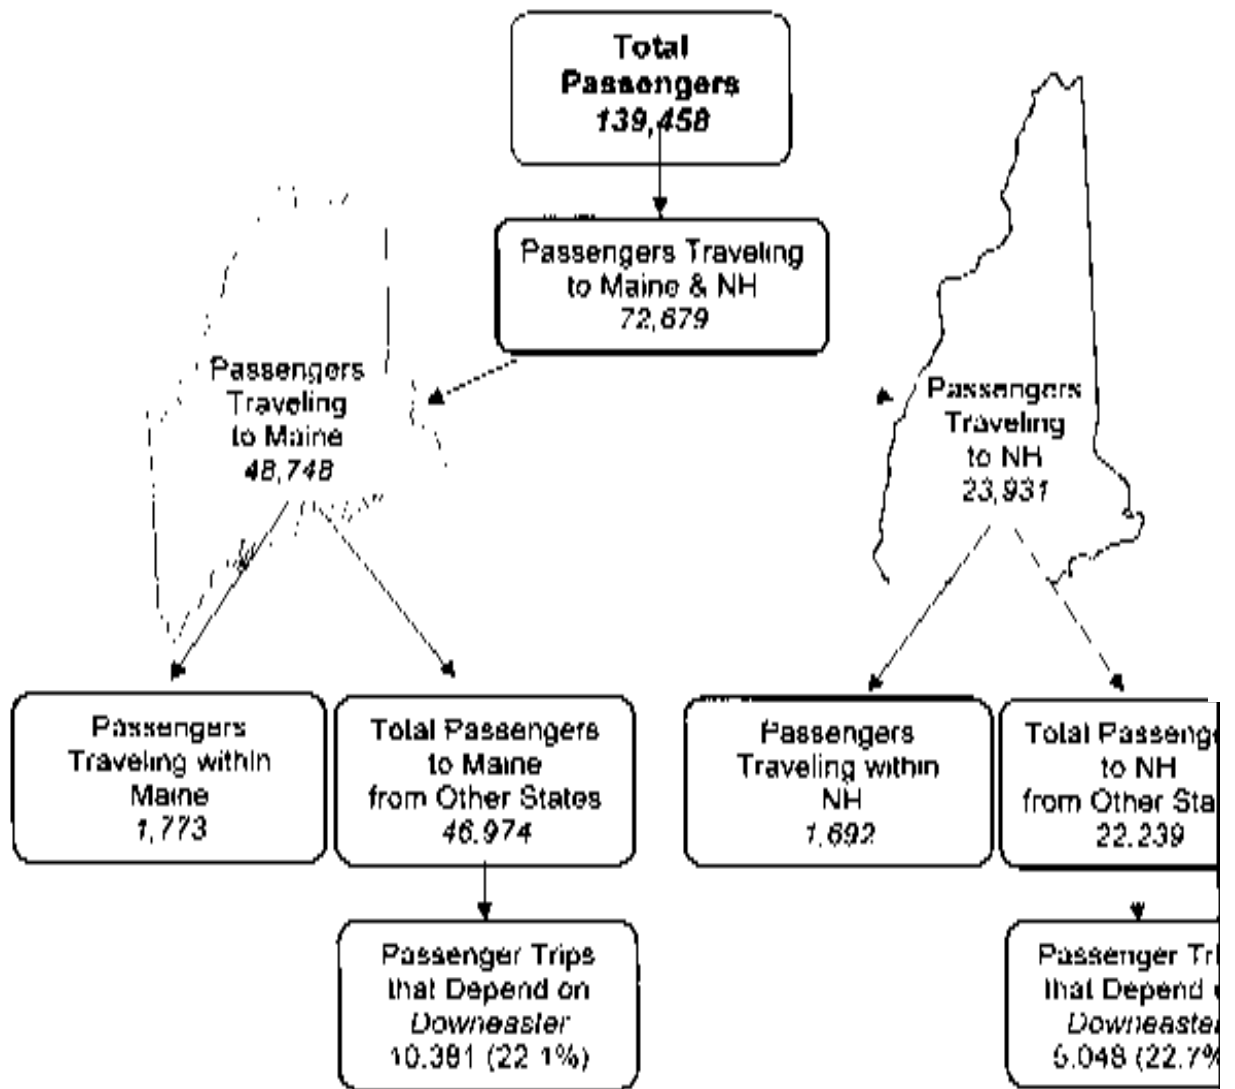 Total
Passengers
139,458
Passengers Traveling
to Maine & NH
72,679
Passengers
Traveling
to Maine
48,748
Passengers
Traveling
to NH
23,931
Passengers
Traveling within
Maine
1,773
Total Passengers
to Maine
from Other States
46,974
Passengers
Traveling within
NH
1,692
Total Passenge
to NH
from Other Sta
22,239
Passenger Trips
that Depend on
Downeaster
10,381 (22.1%)
Passenger Tri
that Depend
Downeaste
5,048 (22.7%